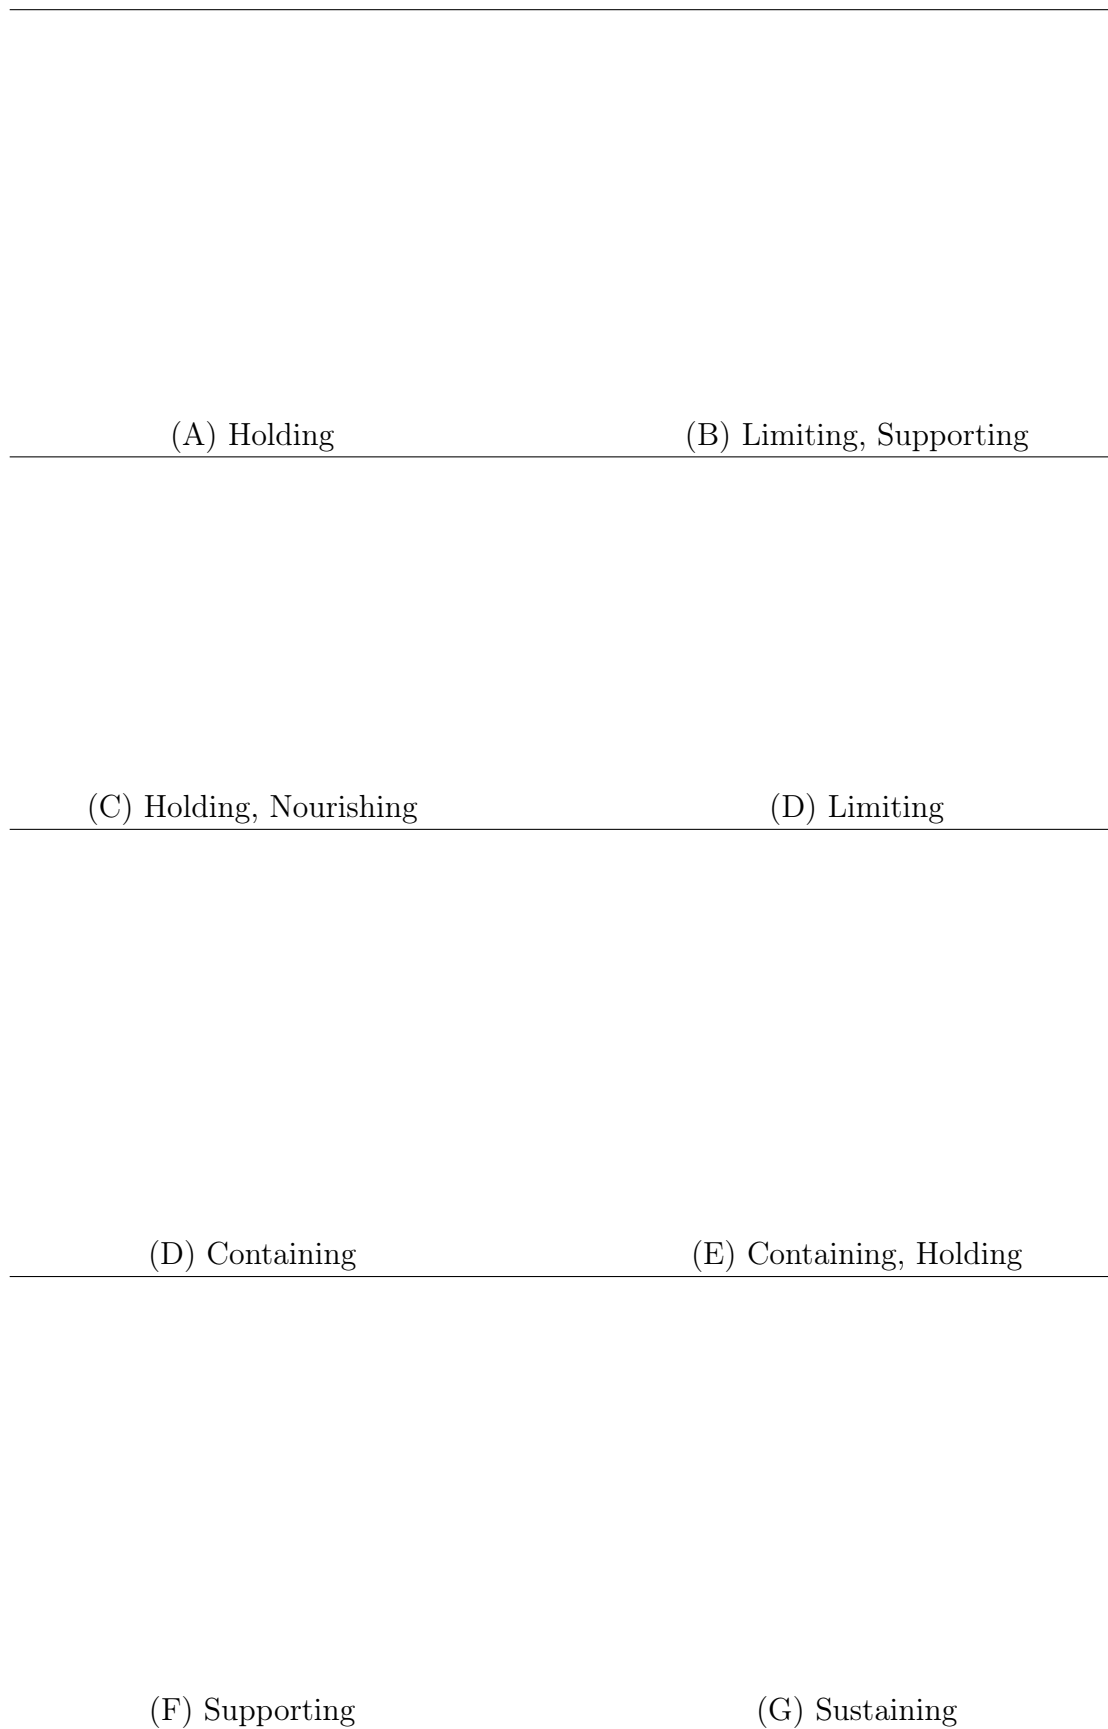 (A) Holding (B) Limiting, Supporting
(C) Holding, Nourishing (D) Limiting
(D) Containing (E) Containing, Holding
(F) Supporting (G) Sustaining